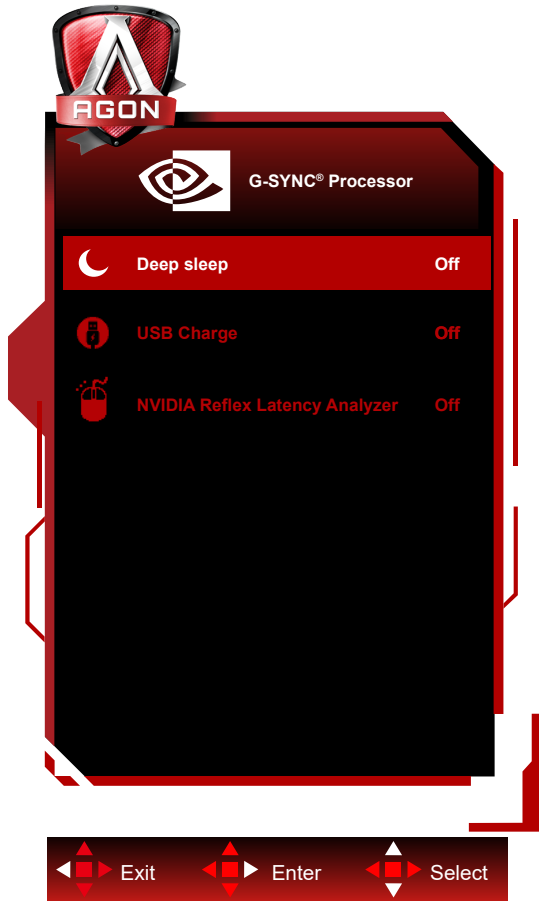 AGON
G-SYNC® Processor
Deep sleep Off
USB Charge Off
NVIDIA Reflex Latency Analyzer Off
Exit Enter Select